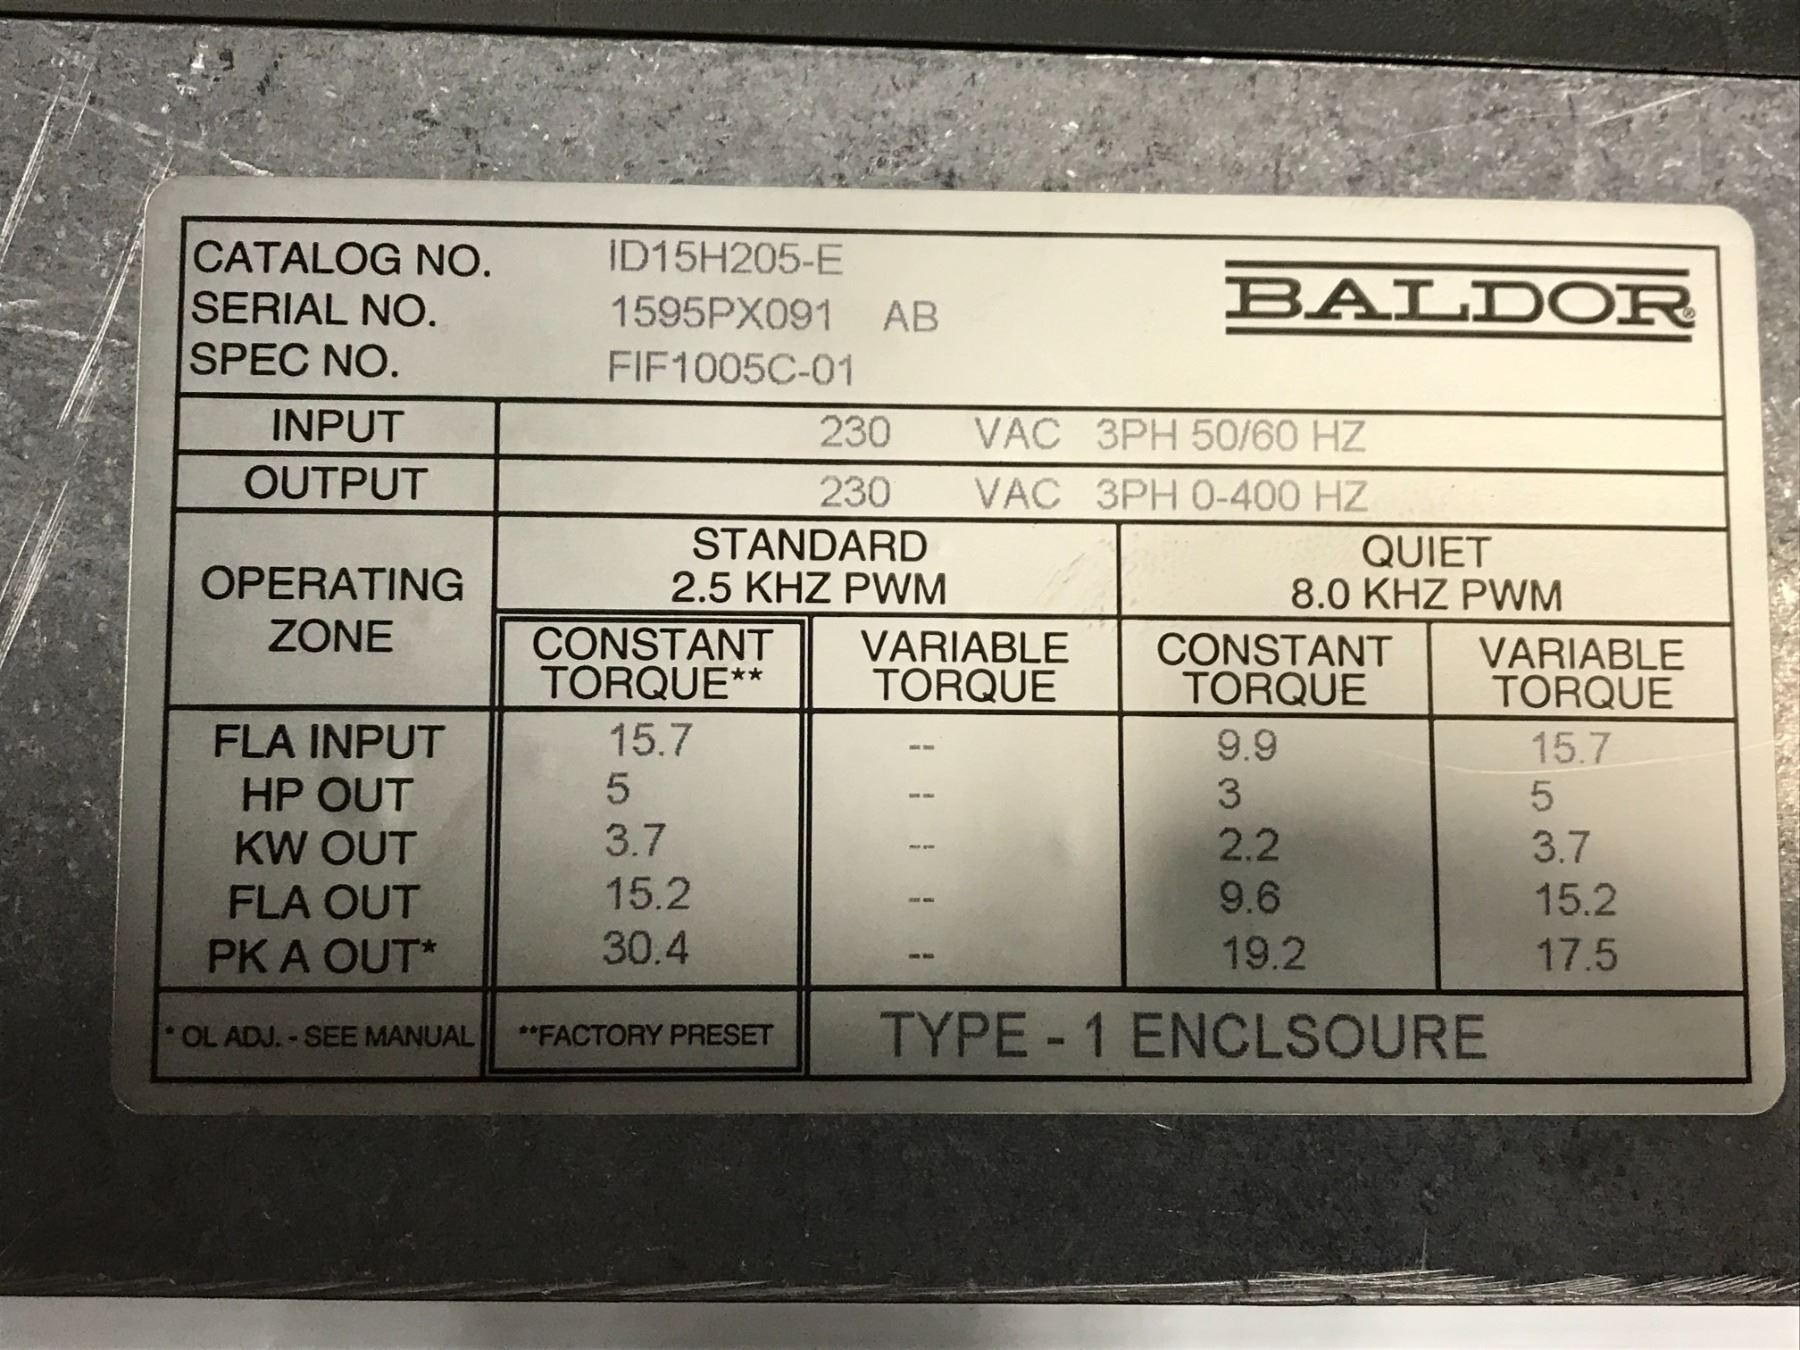 CATALOG NO. ID15H205-E
SERIAL NO. 1595PX091 AB
SPEC NO. FIF1005C-01
BALDOR®
INPUT 230 VAC 3PH 50/60 HZ
OUTPUT 230 VAC 3PH 0-400 HZ
OPERATING ZONE
STANDARD
2.5 KHZ PWM
QUIET
8.0 KHZ PWM
CONSTANT
TORQUE**
VARIABLE
TORQUE
CONSTANT
TORQUE
VARIABLE
TORQUE
FLA INPUT 15.7 -- 9.9 15.7
HP OUT 5 -- 3 5
KW OUT 3.7 -- 2.2 3.7
FLA OUT 15.2 -- 9.6 15.2
PK A OUT* 30.4 -- 19.2 17.5
* OL ADJ. - SEE MANUAL **FACTORY PRESET TYPE - 1 ENCLSOURE